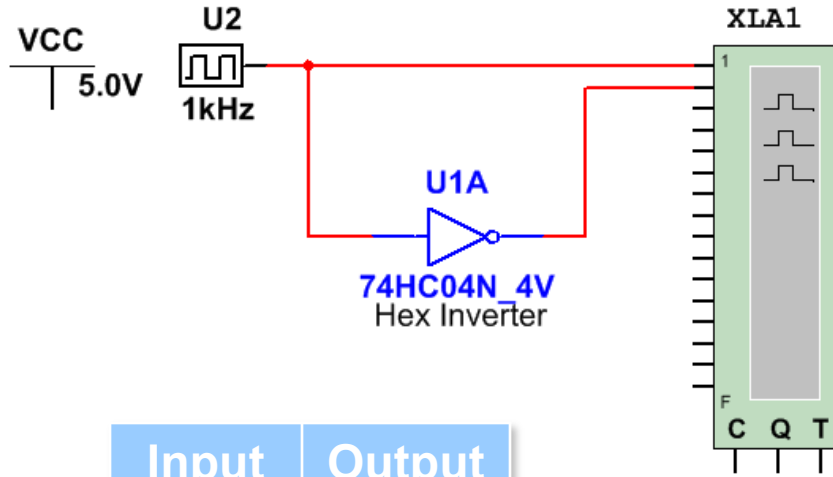 U2
XLA1
VCC
5.0V
1kHz
1
U1A
74HC04N_4V
Hex Inverter
F
C Q T
Input Output